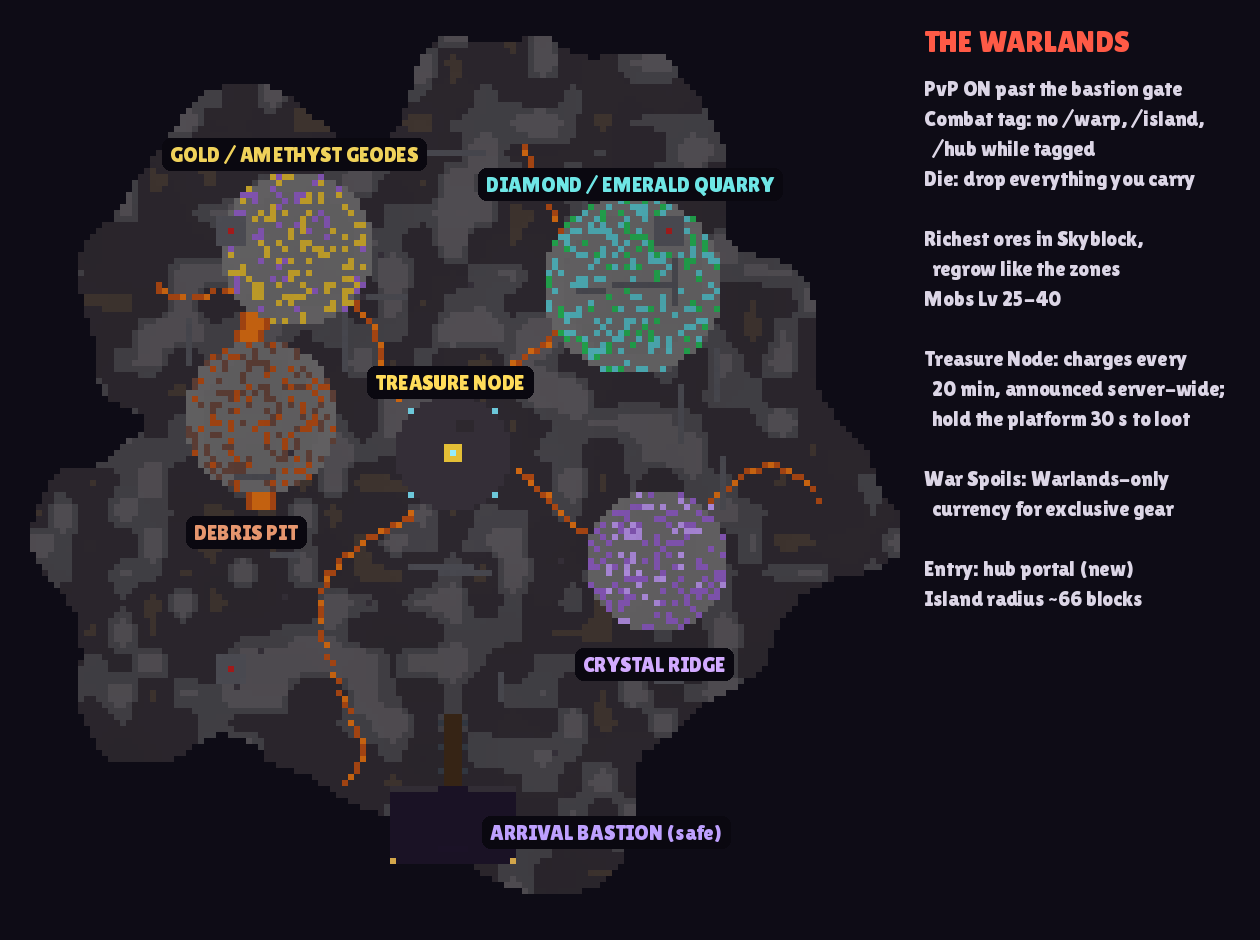 THE WARLANDS
PvP ON past the bastion gate
Combat tag: no /warp, /island,
/hub while tagged
Die: drop everything you carry
Richest ores in Skyblock,
regrow like the zones
Mobs Lv 25-40
Treasure Node: charges every
20 min, announced server-wide;
hold the platform 30 s to loot
War Spoils: Warlands-only
currency for exclusive gear
Entry: hub portal (new)
Island radius ~66 blocks
GOLD / AMETHYST GEODES
DIAMOND / EMERALD QUARRY
TREASURE NODE
DEBRIS PIT
CRYSTAL RIDGE
ARRIVAL BASTION (safe)